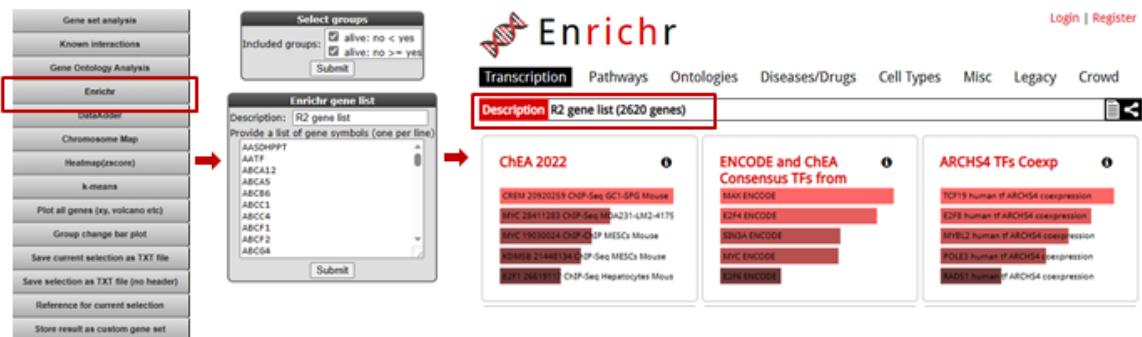 Gene set analysis
Known interactions
Gene Ontology Analysis
Enrichr
DataAdder
Chromosome Map
Heatmap(zscore)
k-means
Plot all genes (xy, volcano etc)
Group change bar plot
Save current selection as TXT file
Save selection as TXT file (no header)
Reference for current selection
Store result as custom gene set
Select groups
Included groups:
alive: no < yes
alive: no >= yes
Submit
Enrichr gene list
Description: R2 gene list
Provide a list of gene symbols (one per line)
AASDHPPT
AATF
ABCA12
ABCA5
ABCB6
ABCC1
ABCC4
ABCF1
ABCF2
ABCG4
Submit
Enrichr
Login | Register
Transcription Pathways Ontologies Diseases/Drugs Cell Types Misc Legacy Crowd
Description R2 gene list (2620 genes)
ChEA 2022
CREM 20920259 ChIP-Seq GC1-SPG Mouse
MYC 28411283 ChIP-Seq MDA231-LM2-4175
MYC 19030024 ChIP-ChIP MESCs Mouse
KDM5B 21448134 ChIP-Seq MESCs Mouse
E2F1 26619117 ChIP-Seq Hepatocytes Mous
ENCODE and ChEA
Consensus TFs from
MAX ENCODE
E2F4 ENCODE
SIN3A ENCODE
MYC ENCODE
E2F6 ENCODE
ARCHS4 TFs Coexp
TCF19 human tf ARCHS4 coexpression
E2F8 human tf ARCHS4 coexpression
MYBL2 human tf ARCHS4 coexpression
POLE3 human tf ARCHS4 coexpression
RAD51 human tf ARCHS4 coexpression